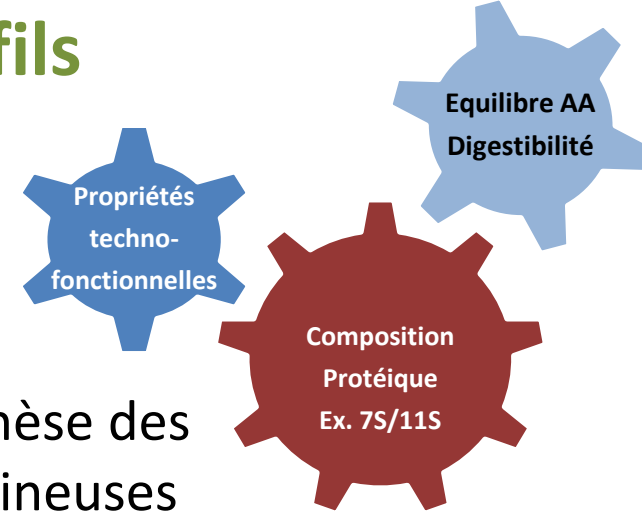 fils
Equilibre AA
Digestibilité
Propriétés
techno-
fonctionnelles
Composition
Protéique
Ex. 7S/11S
hèse des
ineuses